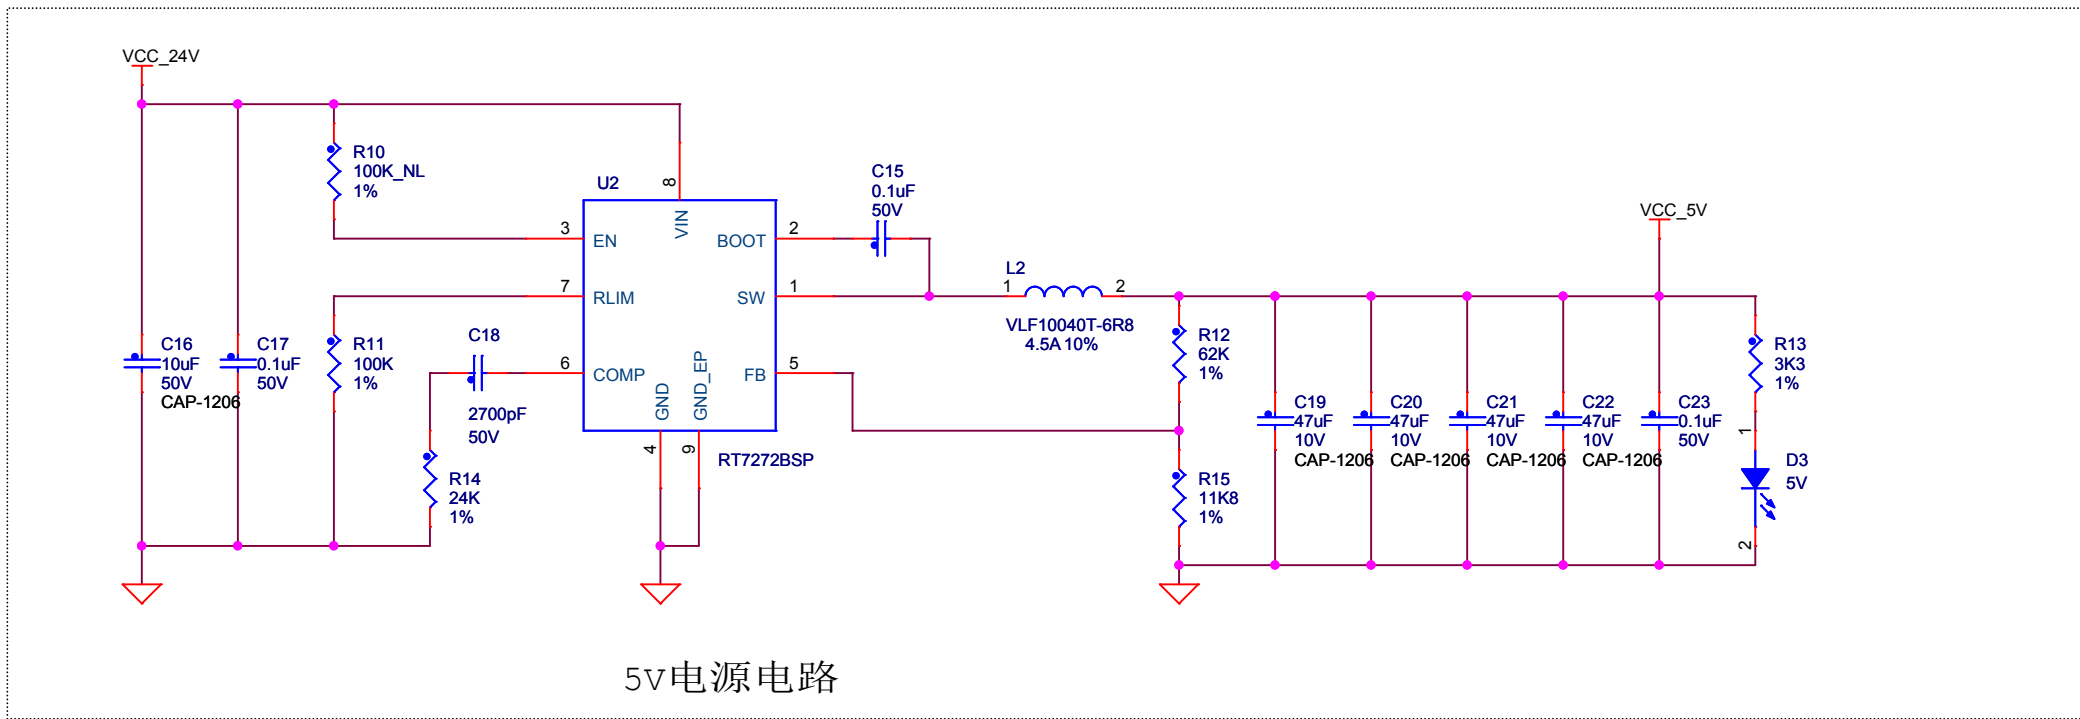 VCC_24V
R10
100K_NL
1%
U2
8
VIN
3
EN
BOOT
2
C15
0.1uF
50V
VCC_5V
7
RLIM
SW
1
L2
1
2
VLF10040T-6R8
4.5A 10%
C16
10uF
50V
CAP-1206
C17
0.1uF
50V
R11
100K
1%
C18
2700pF
50V
6
COMP
GND
GND_EP
FB
5
4
9
RT7272BSP
R14
24K
1%
R12
62K
1%
R15
11K8
1%
C19
47uF
10V
CAP-1206
C20
47uF
10V
CAP-1206
C21
47uF
10V
CAP-1206
C22
47uF
10V
CAP-1206
C23
0.1uF
50V
R13
3K3
1%
1
D3
5V
2
5V电源电路